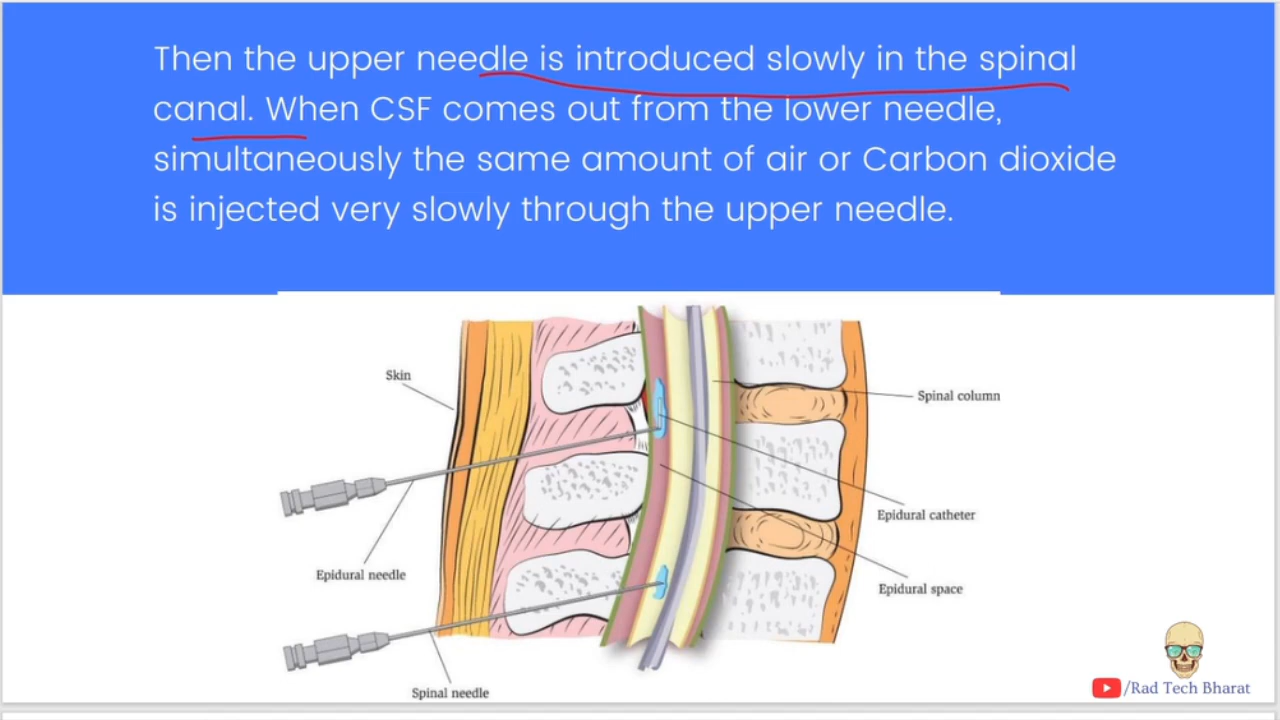 Then the upper needle is introduced slowly in the spinal
canal. When CSF comes out from the lower needle,
simultaneously the same amount of air or Carbon dioxide
is injected very slowly through the upper needle.
Skin
Spinal column
Epidural catheter
Epidural needle
Epidural space
Spinal needle
/Rad Tech Bharat